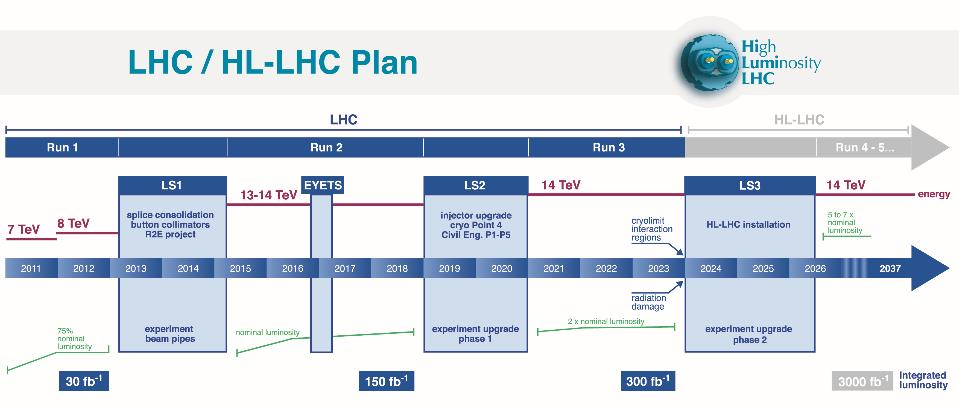 LHC / HL-LHC Plan
High
Luminosity
LHC
LHC
HL-LHC
Run 1
Run 2
Run 3
Run 4 - 5...
LS1
EYETS
LS2
LS3
7 TeV
8 TeV
13-14 TeV
14 TeV
14 TeV
energy
splice consolidation
button collimators
R2E project
injector upgrade
cryo Point 4
Civil Eng. P1-P5
cryolimit
interaction
regions
HL-LHC installation
5 to 7 x
nominal
luminosity
2011 2012 2013 2014 2015 2016 2017 2018 2019 2020 2021 2022 2023 2024 2025 2026 2037
radiation
damage
75%
nominal
luminosity
experiment
beam pipes
nominal luminosity
experiment upgrade
phase 1
2 x nominal luminosity
experiment upgrade
phase 2
30 fb⁻¹
150 fb⁻¹
300 fb⁻¹
3000 fb⁻¹
Integrated
luminosity